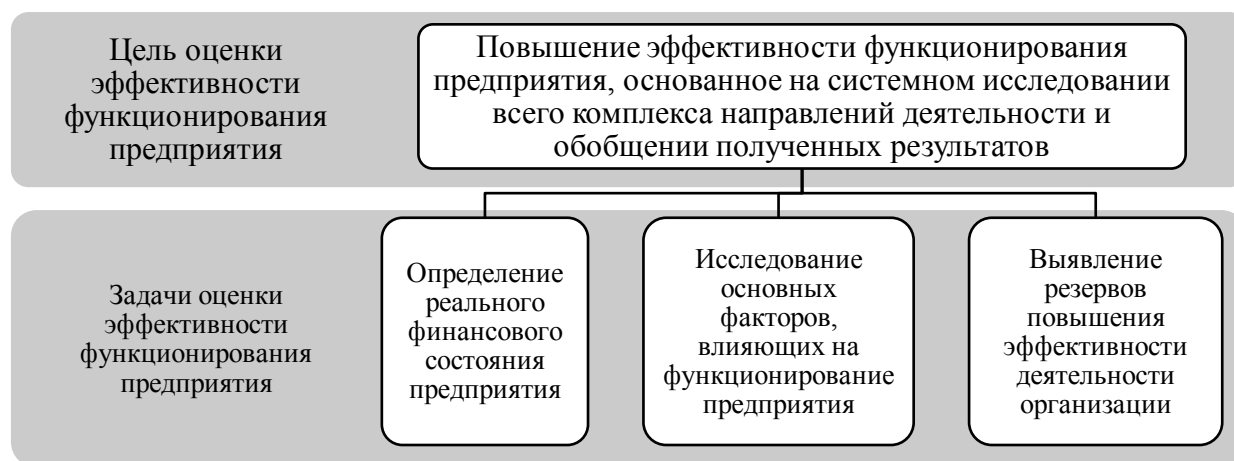 Цель оценки
эффективности
функционирования
предприятия
Повышение эффективности функционирования
предприятия, основанное на системном исследовании
всего комплекса направлений деятельности и
обобщении полученных результатов
Задачи оценки
эффективности
функционирования
предприятия
Определение
реального
финансового
состояния
предприятия
Исследование
основных
факторов,
влияющих на
функционирование
предприятия
Выявление
резервов
повышения
эффективности
деятельности
организации